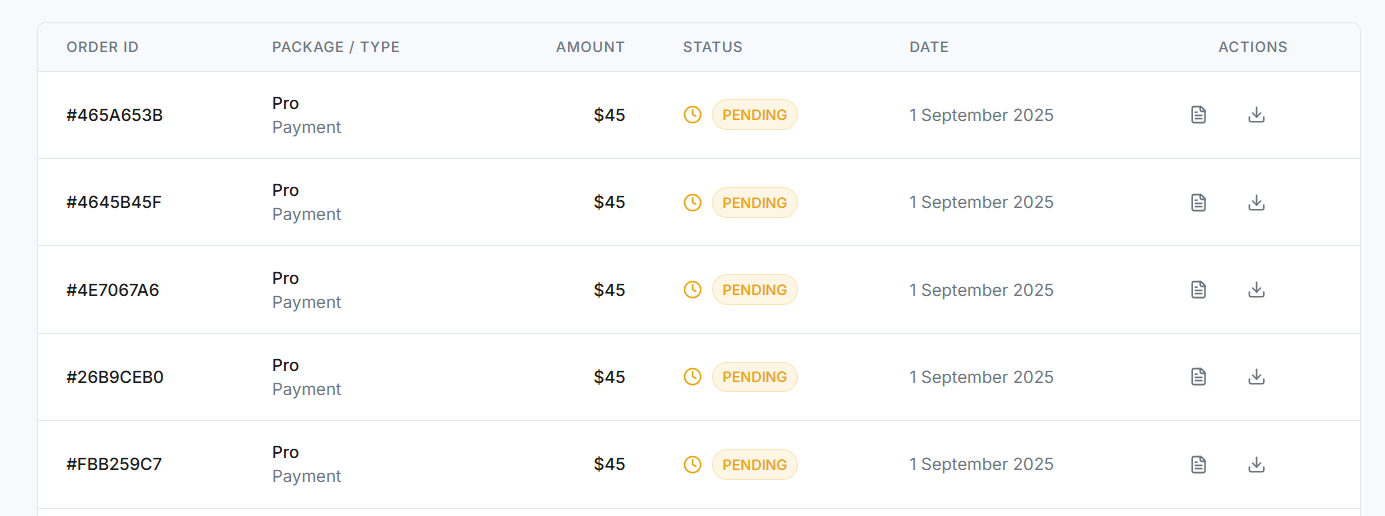 ORDER ID PACKAGE / TYPE AMOUNT STATUS DATE ACTIONS
#465A653B Pro Payment $45 PENDING 1 September 2025
#4645B45F Pro Payment $45 PENDING 1 September 2025
#4E7067A6 Pro Payment $45 PENDING 1 September 2025
#26B9CEB0 Pro Payment $45 PENDING 1 September 2025
#FBB259C7 Pro Payment $45 PENDING 1 September 2025